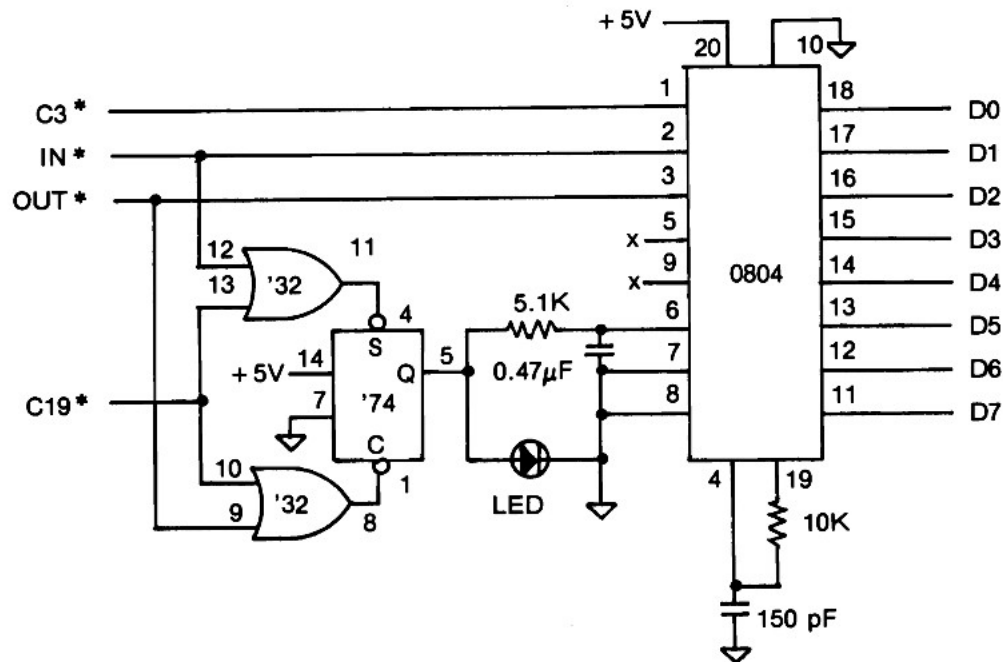 + 5V
20
10
C3 *
1
18
D0
IN *
2
17
D1
OUT *
3
16
D2
5
15
D3
x
12
11
13
'32
9
0804
14
D4
x
5.1K
4
6
13
D5
S
14
5
+ 5V
Q
0.47μF
7
12
D6
7
'74
C19 *
8
11
D7
C
10
1
4
19
'32
LED
9
8
10K
150 pF